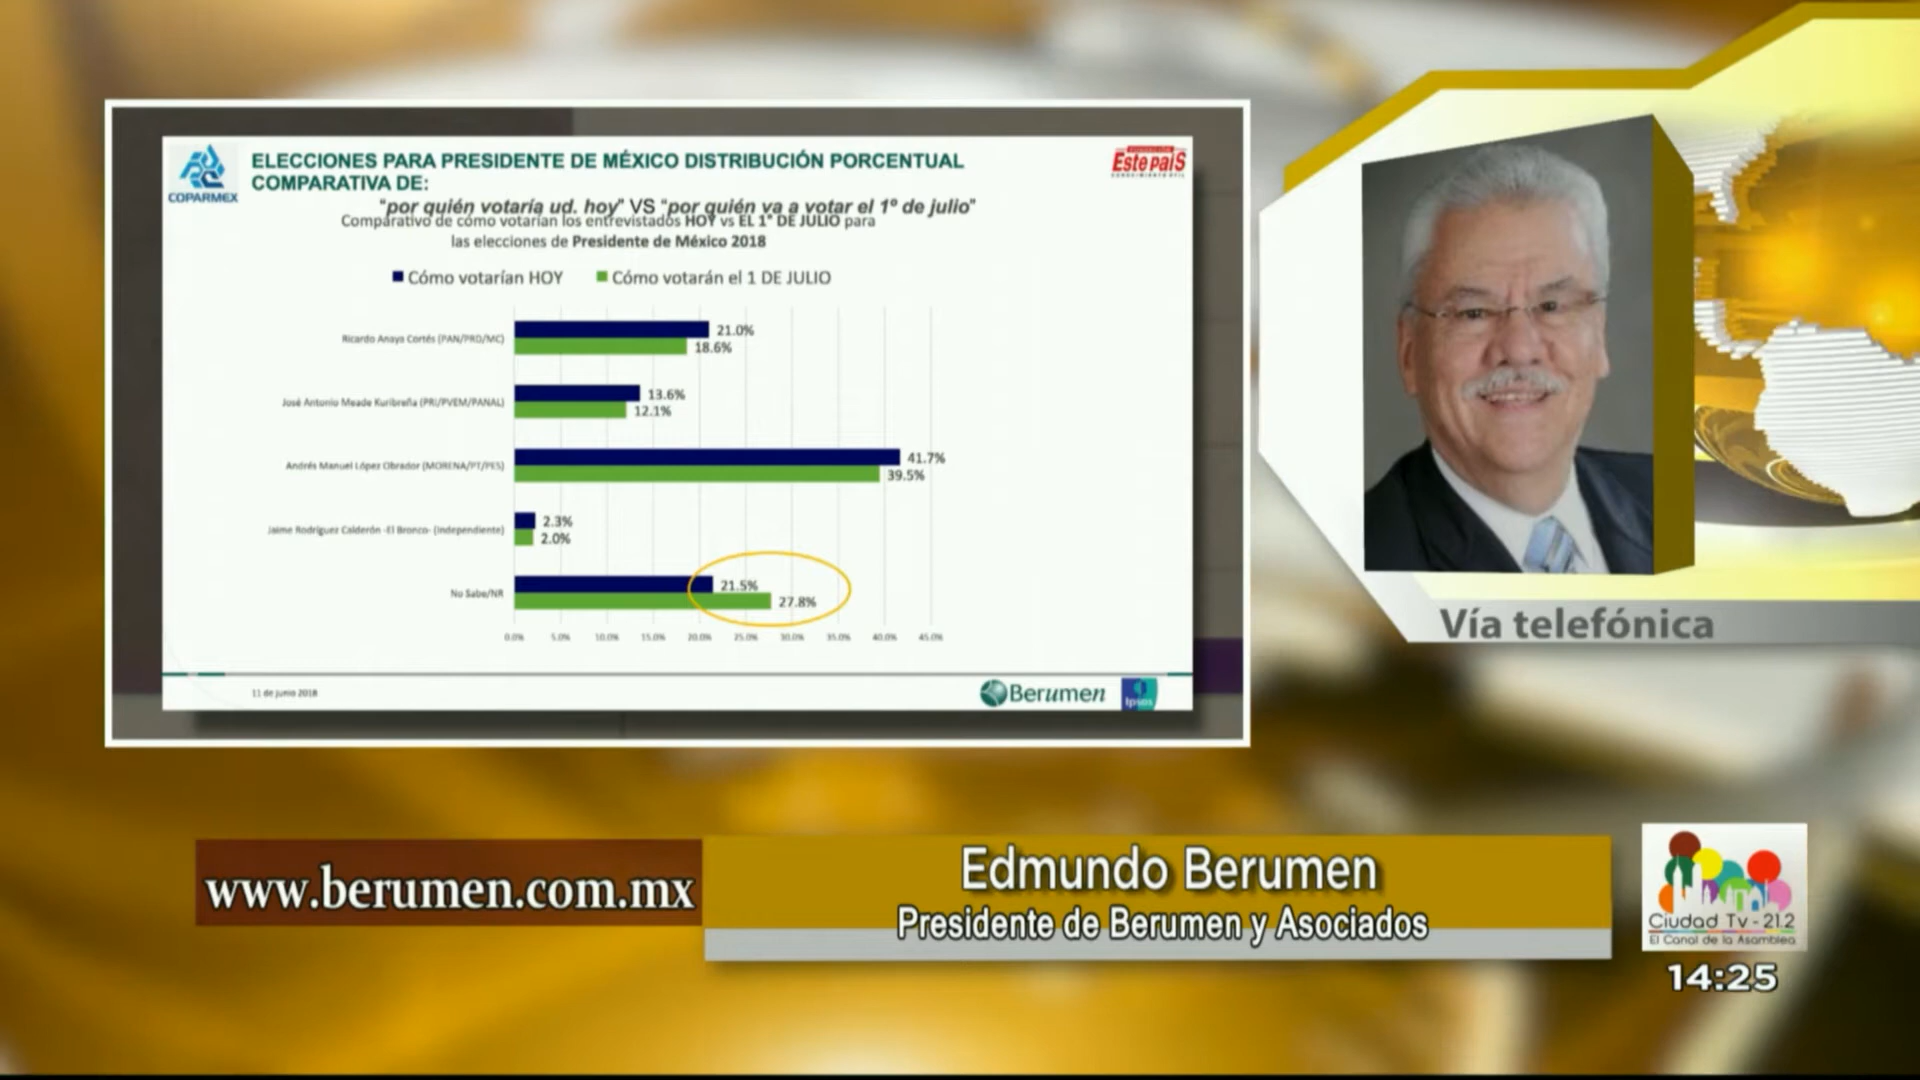 COPARMEX
ELECCIONES PARA PRESIDENTE DE MÉXICO DISTRIBUCIÓN PORCENTUAL
COMPARATIVA DE:
"por quién votaría ud. hoy" VS "por quién va a votar el 1º de julio"
Este paiS
Comparativo de cómo votarían los entrevistados HOY vs EL 1° DE JULIO para
las elecciones de Presidente de México 2018
Cómo votarían HOY
Cómo votarán el 1 DE JULIO
Ricardo Anaya Cortés (PAN/PRD/MC)
21.0%
18.6%
José Antonio Meade Kuribreña (PRI/PVEM/PANAL)
13.6%
12.1%
Andrés Manuel López Obrador (MORENA/PT/PES)
41.7%
39.5%
Jaime Rodríguez Calderón -El Bronco- (Independiente)
2.3%
2.0%
No Sabe/NR
21.5%
27.8%
0.0% 5.0% 10.0% 15.0% 20.0% 25.0% 30.0% 35.0% 40.0% 45.0%
11 de junio 2018
Berumen
Ipsos
Vía telefónica
www.berumen.com.mx
Edmundo Berumen
Presidente de Berumen y Asociados
Ciudad Tv - 21.2
El Canal de la Asamblea
14:25